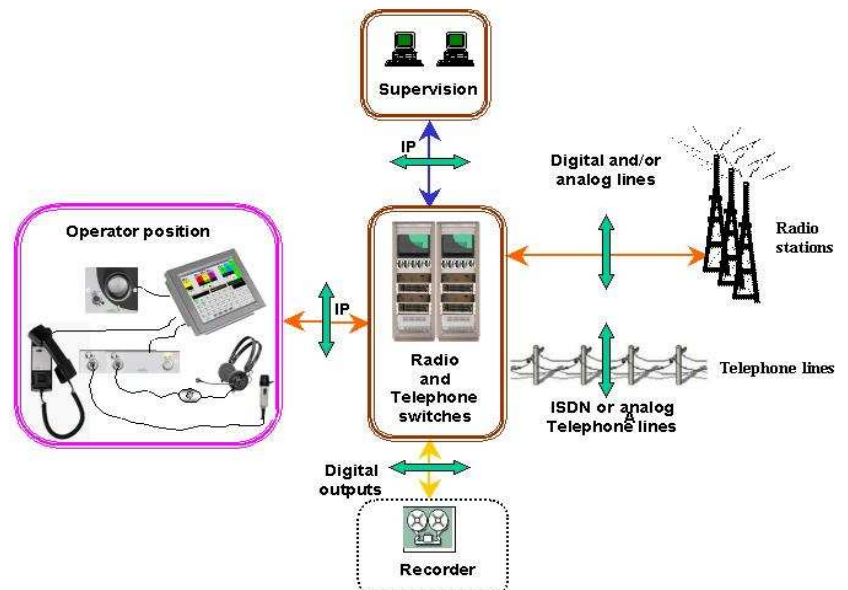 Supervision
IP
Digital and/or
analog lines
Radio
stations
Operator position
IP
Radio
and
Telephone
switches
Telephone lines
ISDN or analog
A
Telephone lines
Digital
outputs
Recorder